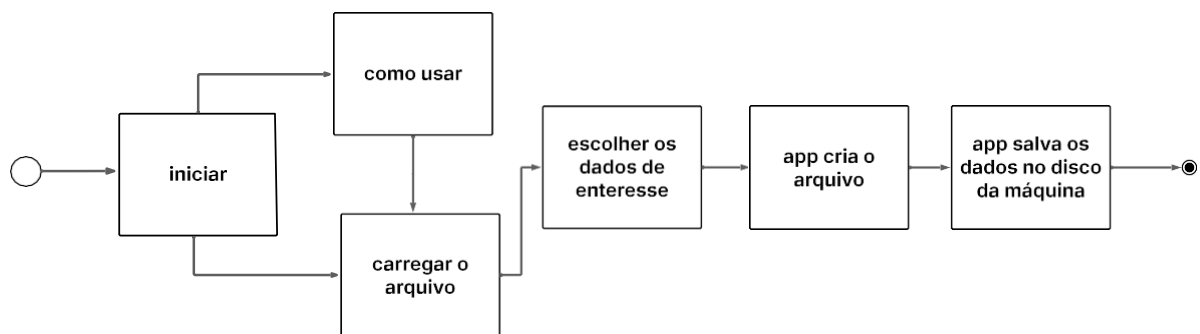 iniciar
como usar
carregar o
arquivo
escolher os
dados de
enteresse
app cria o
arquivo
app salva os
dados no disco
da máquina